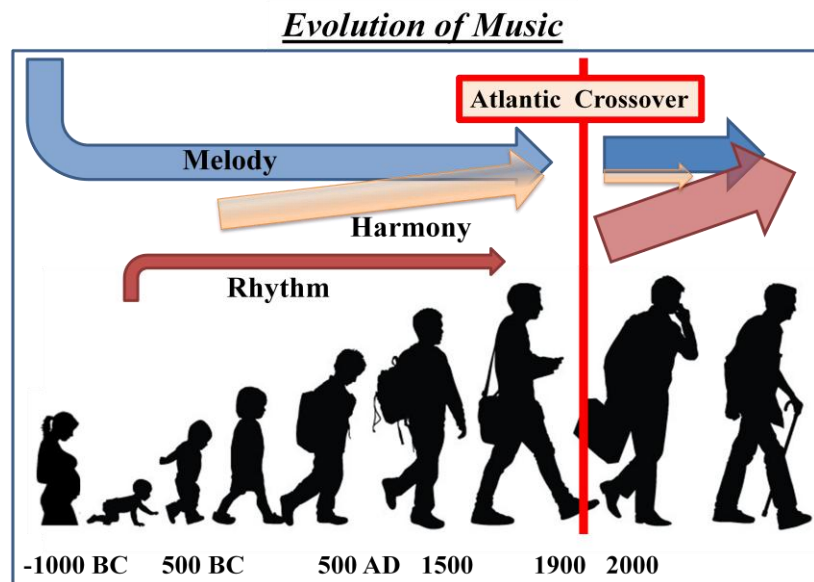 Evolution of Music
Atlantic Crossover
Melody
Harmony
Rhythm
-1000 BC 500 BC 500 AD 1500 1900 2000